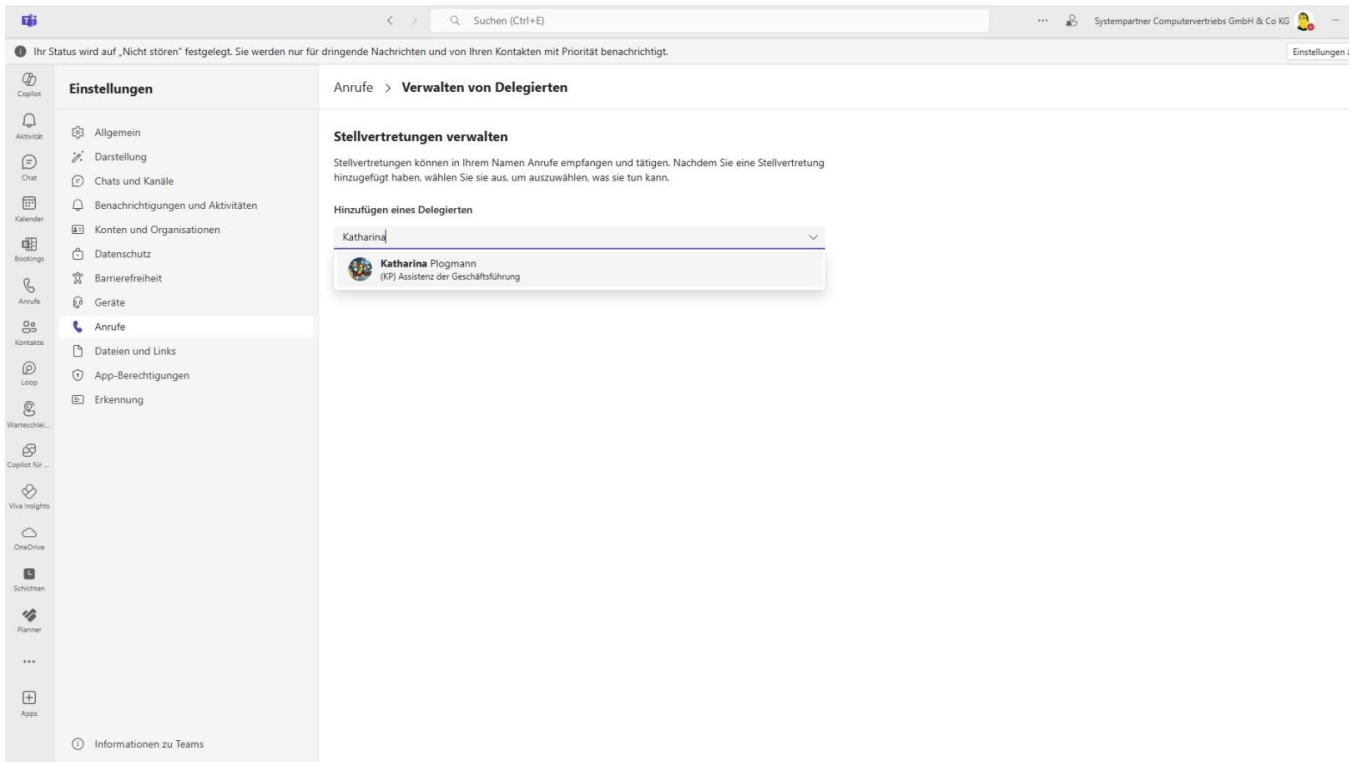 Suchen (Ctrl+E)
Systempartner Computervertriebs GmbH & Co KG
Ihr Status wird auf „Nicht stören" festgelegt. Sie werden nur für dringende Nachrichten und von Ihren Kontakten mit Priorität benachrichtigt.
Einstellungen
Copilot
Aktivität
Chat
Kalender
Bookings
Anrufe
Kontakte
Loop
Warteschlei...
Copilot für ...
Viva Insights
OneDrive
Schichten
Planner
Apps
Einstellungen
Allgemein
Darstellung
Chats und Kanäle
Benachrichtigungen und Aktivitäten
Konten und Organisationen
Datenschutz
Barrierefreiheit
Geräte
Anrufe
Dateien und Links
App-Berechtigungen
Erkennung
Informationen zu Teams
Anrufe > Verwalten von Delegierten
Stellvertretungen verwalten
Stellvertretungen können in Ihrem Namen Anrufe empfangen und tätigen. Nachdem Sie eine Stellvertretung
hinzugefügt haben, wählen Sie sie aus, um auszuwählen, was sie tun kann.
Hinzufügen eines Delegierten
Katharina
Katharina Plogmann
(KP) Assistenz der Geschäftsführung